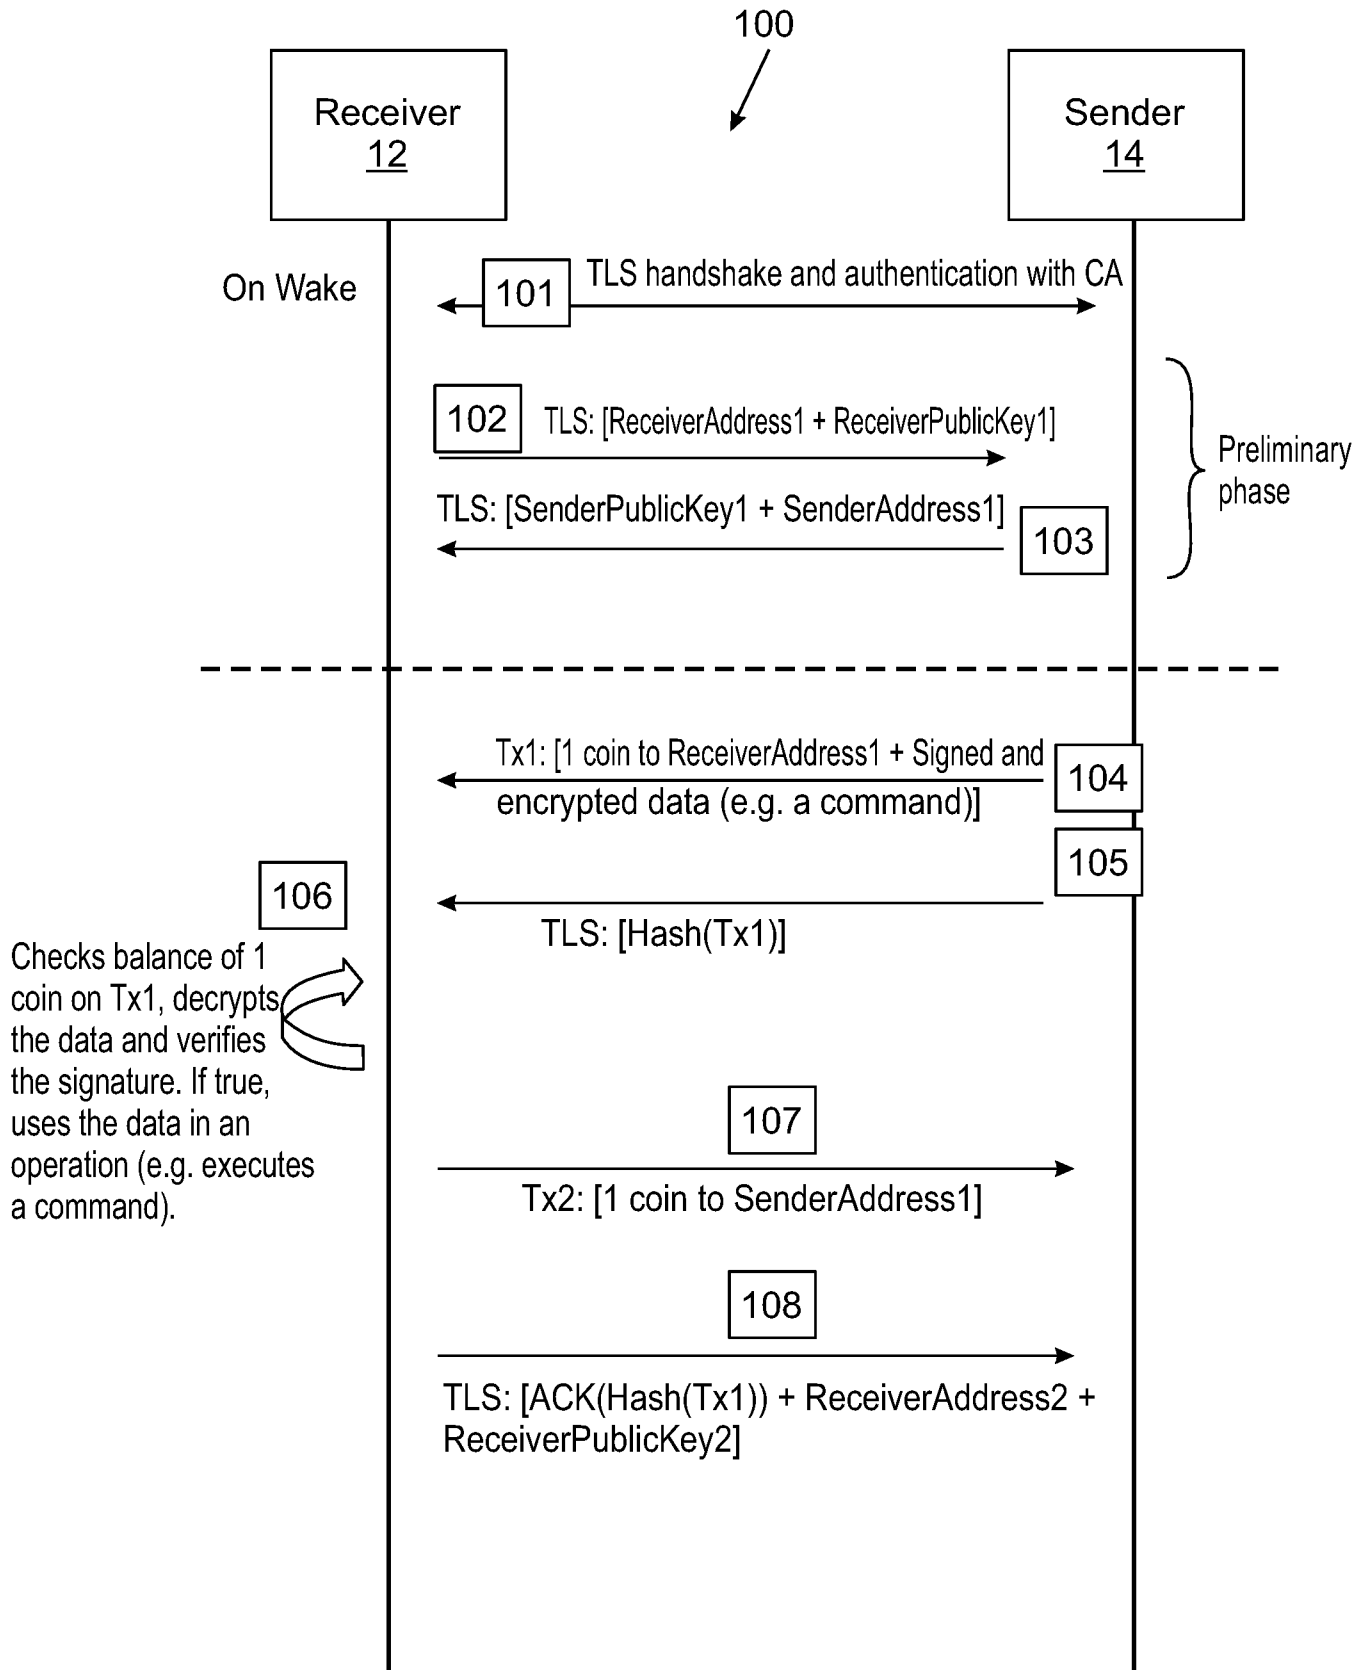 100
Receiver
12
Sender
14
On Wake
101
TLS handshake and authentication with CA
102
TLS: [ReceiverAddress1 + ReceiverPublicKey1]
TLS: [SenderPublicKey1 + SenderAddress1]
103
Preliminary
phase
Tx1: [1 coin to ReceiverAddress1 + Signed and
encrypted data (e.g. a command)]
104
105
TLS: [Hash(Tx1)]
106
Checks balance of 1
coin on Tx1, decrypts
the data and verifies
the signature. If true,
uses the data in an
operation (e.g. executes
a command).
107
Tx2: [1 coin to SenderAddress1]
108
TLS: [ACK(Hash(Tx1)) + ReceiverAddress2 +
ReceiverPublicKey2]